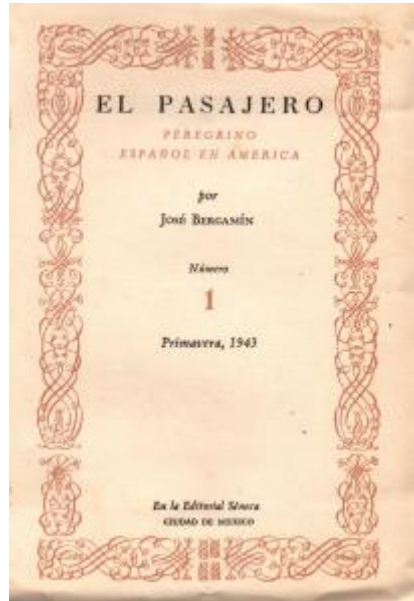 EL PASAJERO
PEREGRINO
ESPAÑOL EN AMERICA
por
JOSÉ BERGAMÍN
Número
1
Primavera, 1943
En la Editorial Séneca
CIUDAD DE MEXICO